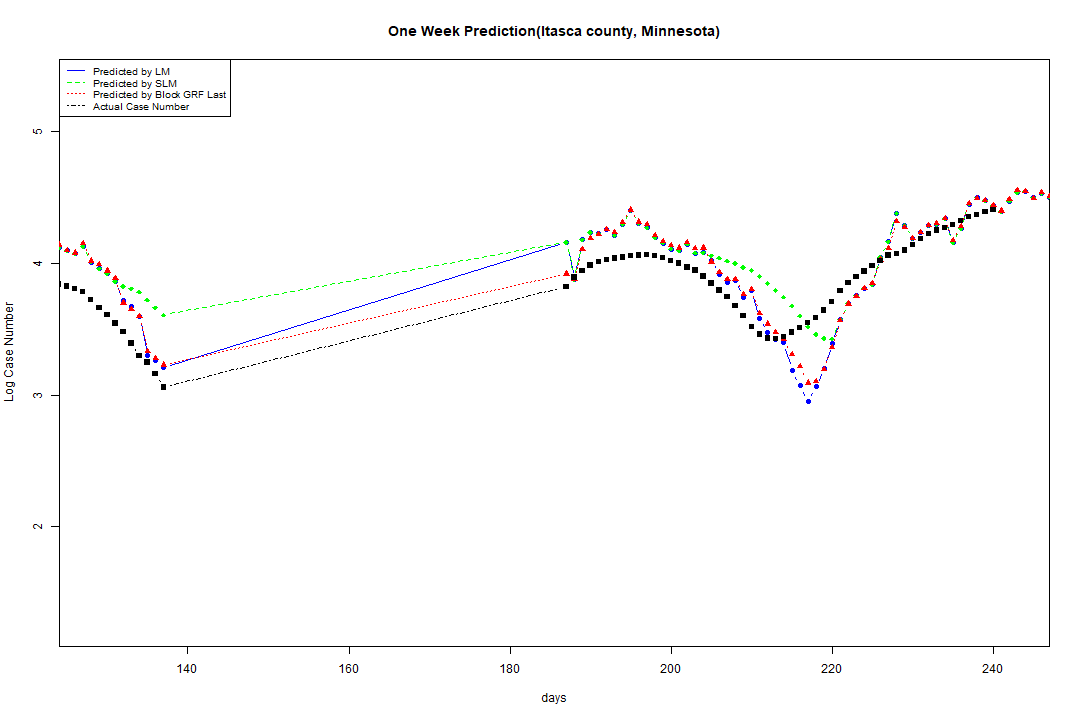 One Week Prediction(Itasca county, Minnesota)
Predicted by LM
Predicted by SLM
Predicted by Block GRF Last
Actual Case Number
5
4
3
2
Log Case Number
140 160 180 200 220 240
days